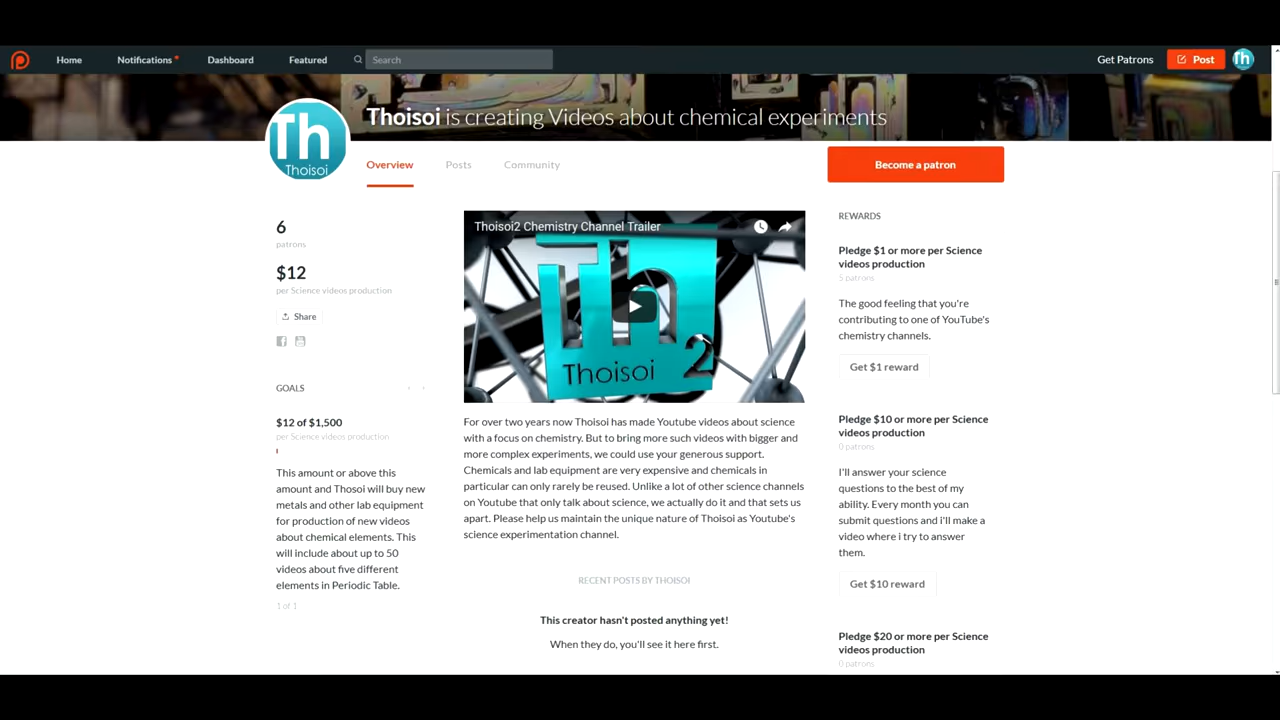 Home
Notifications
Dashboard
Featured
Search
Get Patrons
Post
Th
Thoisoi is creating Videos about chemical experiments
Th
Thoisoi
Overview
Posts
Community
Become a patron
6
patrons
$12
per Science videos production
Share
GOALS
$12 of $1,500
per Science videos production
This amount or above this
amount and Thosoi will buy new
metals and other lab equipment
for production of new videos
about chemical elements. This
will include about up to 50
videos about five different
elements in Periodic Table.
1 of 1
Thoisoi2 Chemistry Channel Trailer
Th
Thoisoi 2
For over two years now Thoisoi has made Youtube videos about science
with a focus on chemistry. But to bring more such videos with bigger and
more complex experiments, we could use your generous support.
Chemicals and lab equipment are very expensive and chemicals in
particular can only rarely be reused. Unlike a lot of other science channels
on Youtube that only talk about science, we actually do it and that sets us
apart. Please help us maintain the unique nature of Thoisoi as Youtube's
science experimentation channel.
RECENT POSTS BY THOISOI
This creator hasn't posted anything yet!
When they do, you'll see it here first.
REWARDS
Pledge $1 or more per Science
videos production
5 patrons
The good feeling that you're
contributing to one of YouTube's
chemistry channels.
Get $1 reward
Pledge $10 or more per Science
videos production
0 patrons
I'll answer your science
questions to the best of my
ability. Every month you can
submit questions and i'll make a
video where i try to answer
them.
Get $10 reward
Pledge $20 or more per Science
videos production
0 patrons